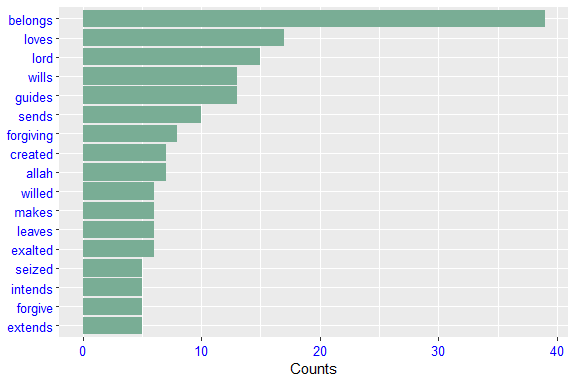 belongs
loves
lord
wills
guides
sends
forgiving
created
allah
willed
makes
leaves
exalted
seized
intends
forgive
extends
0 10 20 30 40
Counts